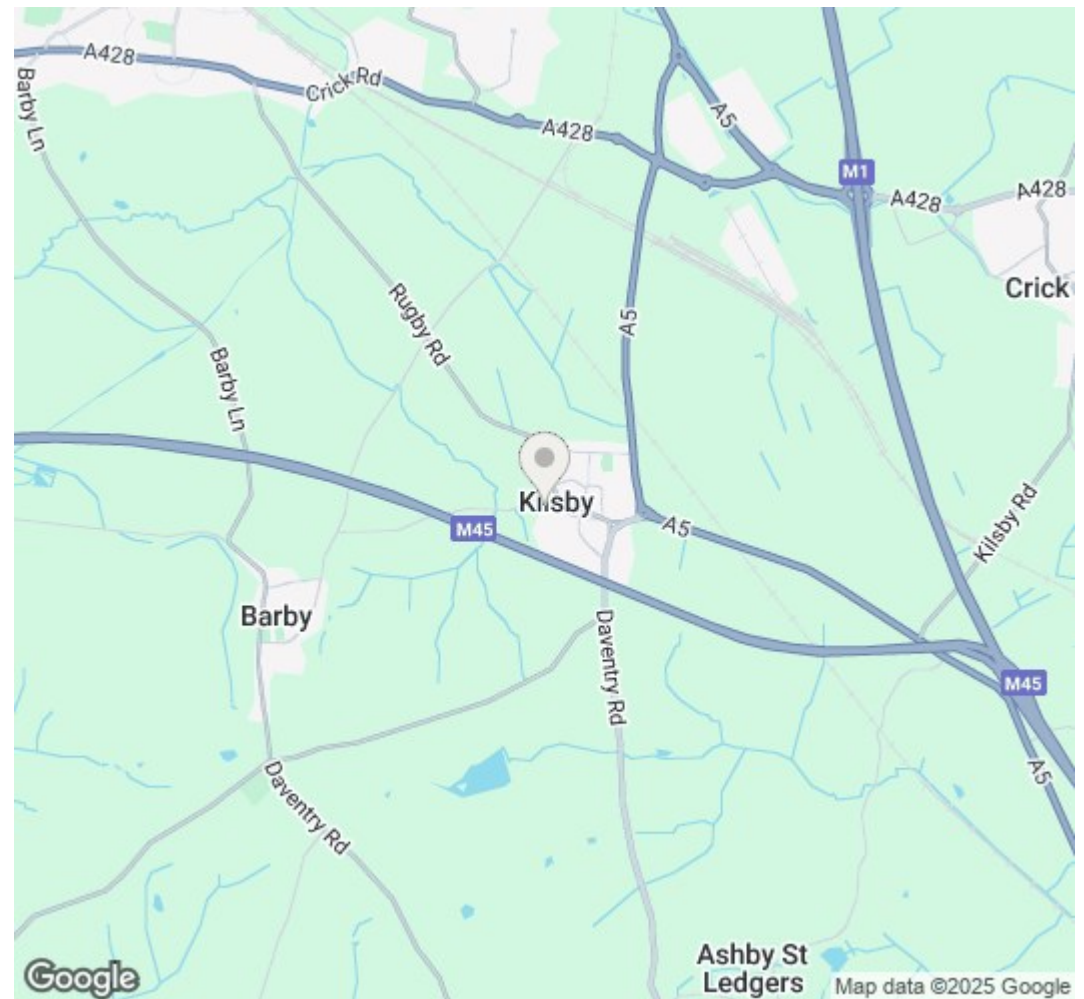 A428
Barby Ln
Crick Rd
A428
A5
M1
A428
A428
Crick
Rugby Rd
A5
Barby Ln
Kilsby
M45
A5
Kilsby Rd
Barby
Daventry Rd
M45
A5
Daventry Rd
Ashby St
Ledgers
Google
Map data ©2025 Google